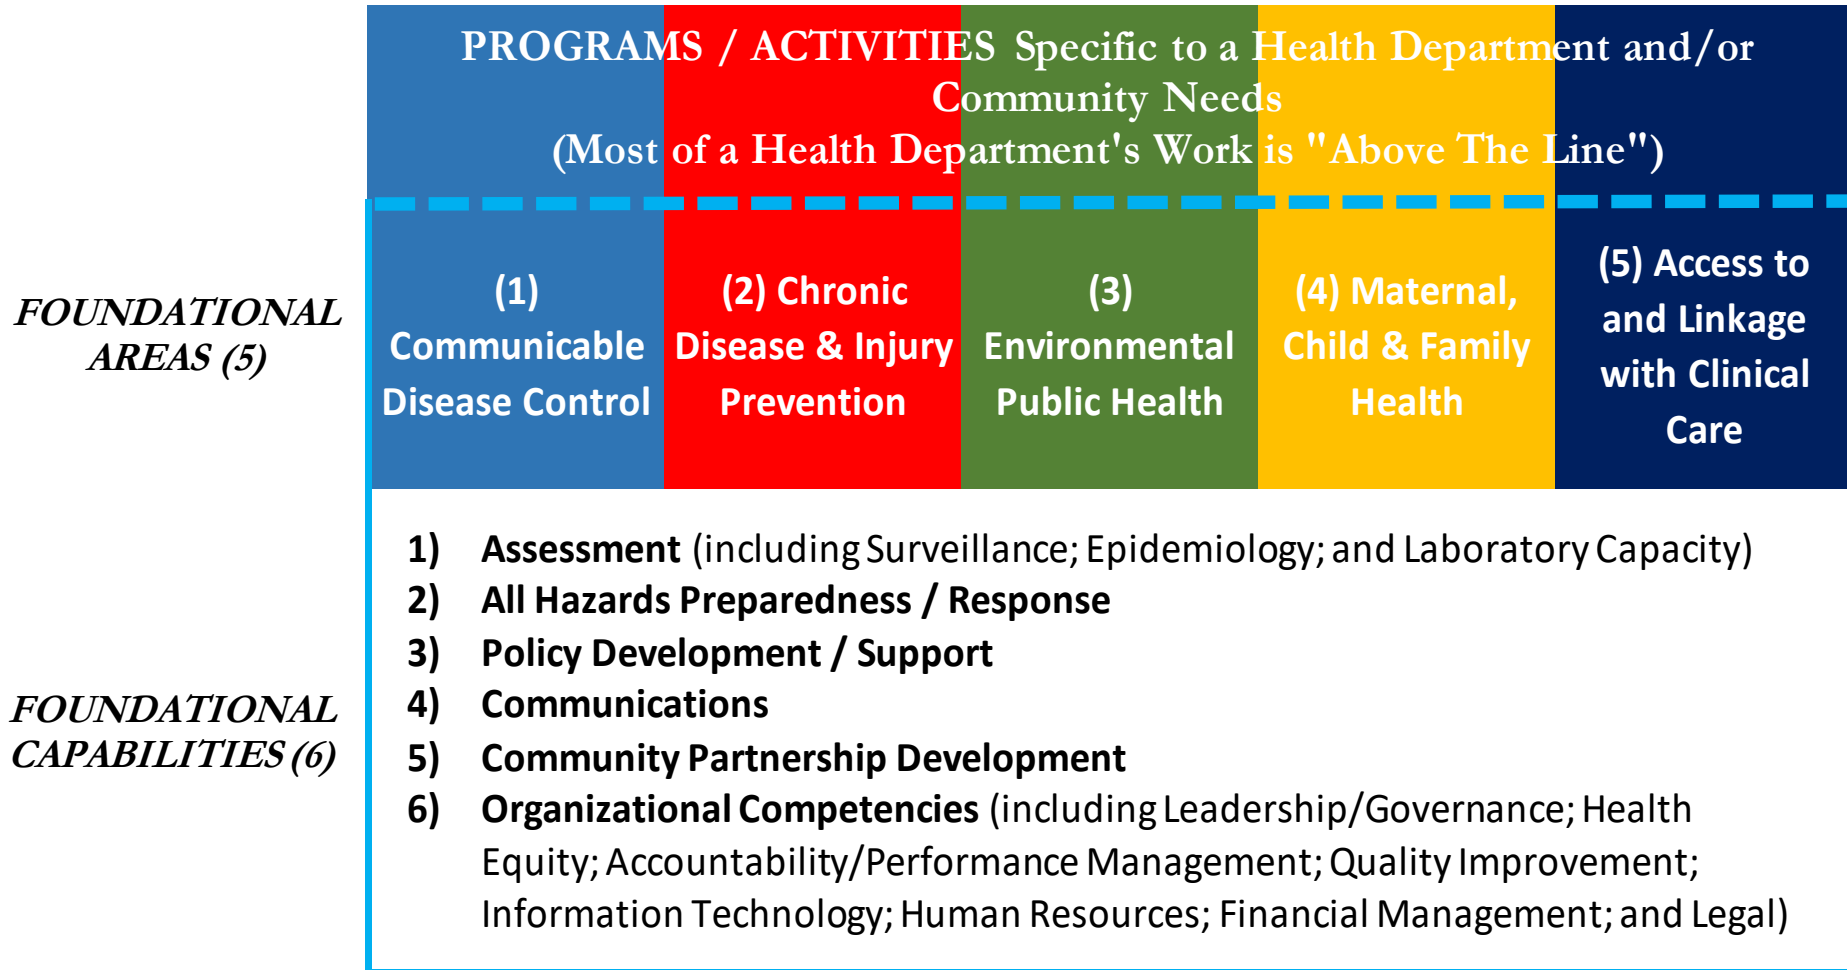 PROGRAMS / ACTIVITIES Specific to a Health Department and/or
Community Needs
(Most of a Health Department's Work is "Above The Line")
FOUNDATIONAL
AREAS (5)
(1)
Communicable
Disease Control
(2) Chronic
Disease & Injury
Prevention
(3)
Environmental
Public Health
(4) Maternal,
Child & Family
Health
(5) Access to
and Linkage
with Clinical
Care
FOUNDATIONAL
CAPABILITIES (6)
1) Assessment (including Surveillance; Epidemiology; and Laboratory Capacity)
2) All Hazards Preparedness / Response
3) Policy Development / Support
4) Communications
5) Community Partnership Development
6) Organizational Competencies (including Leadership/Governance; Health
Equity; Accountability/Performance Management; Quality Improvement;
Information Technology; Human Resources; Financial Management; and Legal)